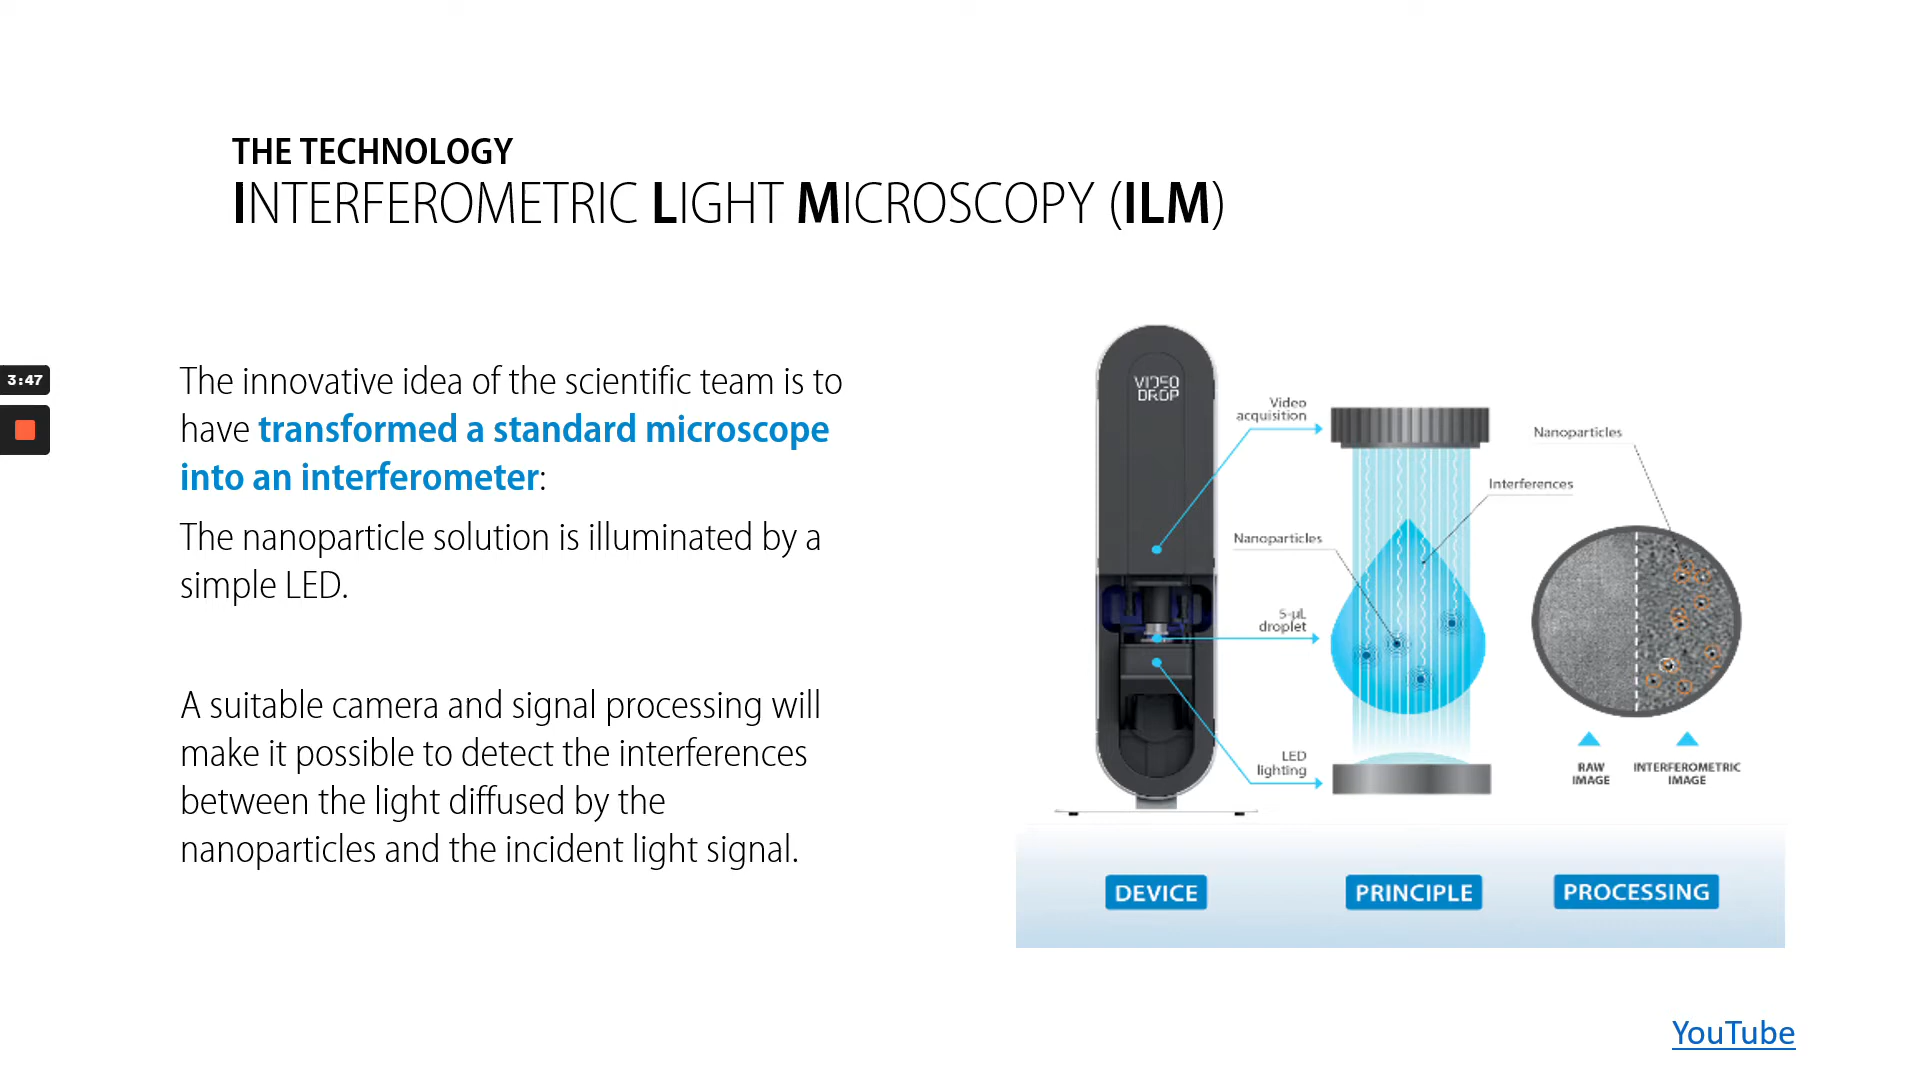 THE TECHNOLOGY
INTERFEROMETRIC LIGHT MICROSCOPY (ILM)
3:47
The innovative idea of the scientific team is to
have transformed a standard microscope
into an interferometer:
The nanoparticle solution is illuminated by a
simple LED.
A suitable camera and signal processing will
make it possible to detect the interferences
between the light diffused by the
nanoparticles and the incident light signal.
VIDEO
DROP
Video
acquisition
Nanoparticles
Interferences
Nanoparticles
5-µL
droplet
LED
lighting
RAW
IMAGE
INTERFEROMETRIC
IMAGE
DEVICE
PRINCIPLE
PROCESSING
YouTube